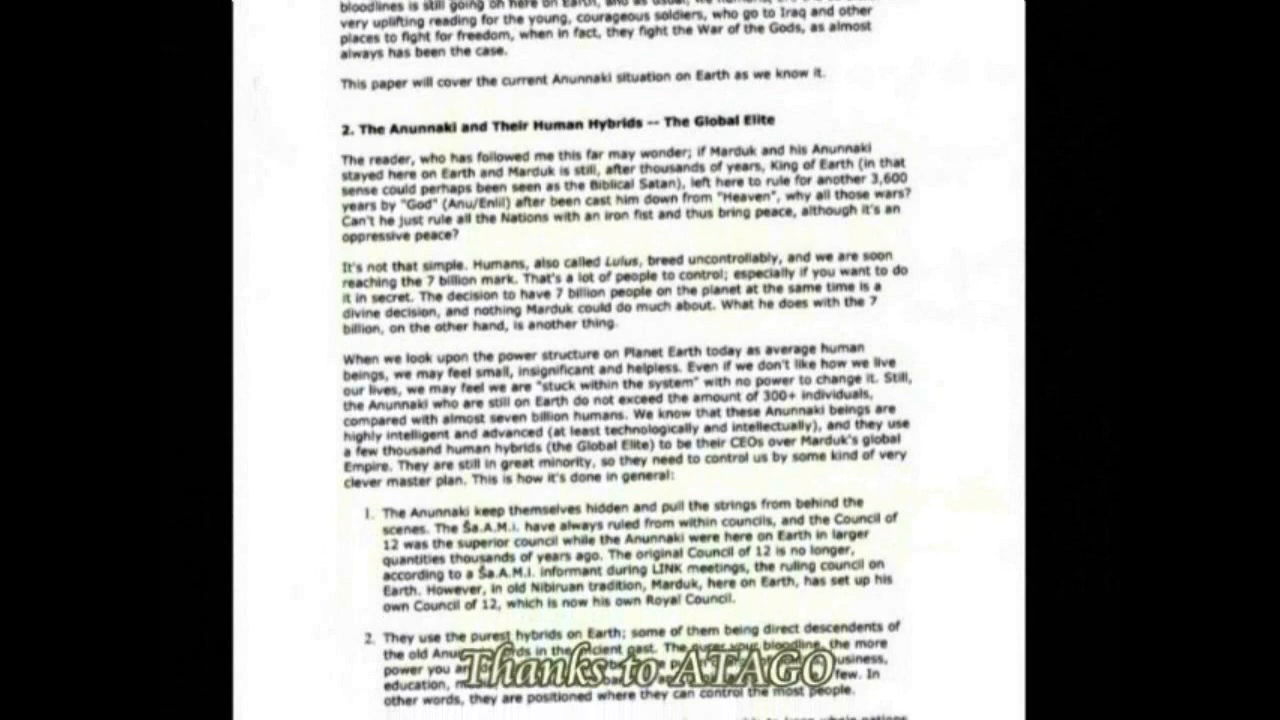 bloodlines is still going on here on Earth, and as usual, we humans, are the
very uplifting reading for the young, courageous soldiers, who go to Iraq and other
places to fight for freedom, when in fact, they fight the War of the Gods, as almost
always has been the case.
This paper will cover the current Anunnaki situation on Earth as we know it.
2. The Anunnaki and Their Human Hybrids -- The Global Elite
The reader, who has followed me this far may wonder; if Marduk and his Anunnaki
stayed here on Earth and Marduk is still, after thousands of years, King of Earth (in that
sense could perhaps been seen as the Biblical Satan), left here to rule for another 3,600
years by "God" (Anu/Enlil) after been cast him down from "Heaven", why all those wars?
Can't he just rule all the Nations with an iron fist and thus bring peace, although it's an
oppressive peace?
It's not that simple. Humans, also called Lulus, breed uncontrollably, and we are soon
reaching the 7 billion mark. That's a lot of people to control; especially if you want to do
it in secret. The decision to have 7 billion people on the planet at the same time is a
divine decision, and nothing Marduk could do much about. What he does with the 7
billion, on the other hand, is another thing.
When we look upon the power structure on Planet Earth today as average human
beings, we may feel small, insignificant and helpless. Even if we don't like how we live
our lives, we may feel we are "stuck within the system" with no power to change it. Still,
the Anunnaki who are still on Earth do not exceed the amount of 300+ individuals,
compared with almost seven billion humans. We know that these Anunnaki beings are
highly intelligent and advanced (at least technologically and intellectually), and they use
a few thousand human hybrids (the Global Elite) to be their CEOs over Marduk's global
Empire. They are still in great minority, so they need to control us by some kind of very
clever master plan. This is how it's done in general:
1. The Anunnaki keep themselves hidden and pull the strings from behind the
scenes. The Ša.A.M.i. have always ruled from within councils, and the Council of
12 was the superior council while the Anunnaki were here on Earth in larger
quantities thousands of years ago. The original Council of 12 is no longer,
according to a Ša.A.M.i. informant during LINK meetings, the ruling council on
Earth. However, in old Nibiruan tradition, Marduk, here on Earth, has set up his
own Council of 12, which is now his own Royal Council.
2. They use the purest hybrids on Earth; some of them being direct descendents of
the old in the ancient past. The purer your bloodline, the more
power you business,
education, few. In
other words, they are positioned where they can control the most people.
Thanks to ATAGO